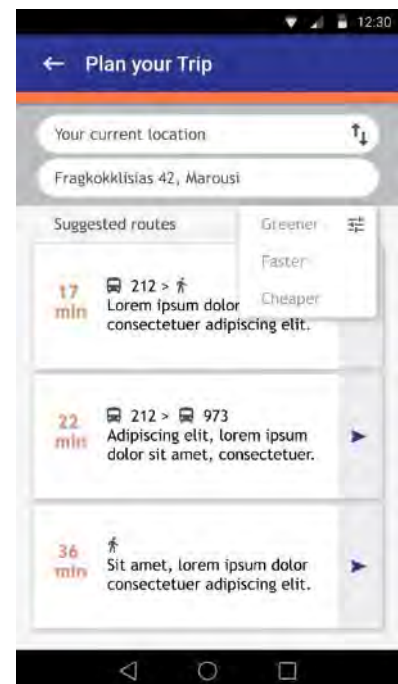 12:30
Plan your Trip
Your current location
Fragkokklisias 42, Marousi
Suggested routes
Greener
Faster
Cheaper
17 min
212 >
Lorem ipsum dolor
consectetuer adipiscing elit.
22 min
212 > 973
Adipiscing elit, lorem ipsum
dolor sit amet, consectetuer.
36 min
Sit amet, lorem ipsum dolor
consectetuer adipiscing elit.